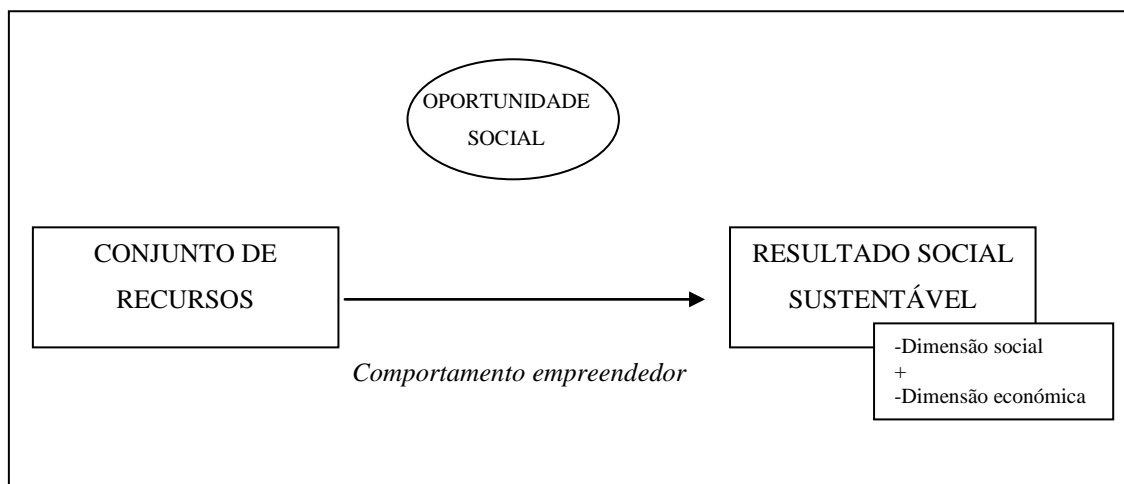 OPORTUNIDADE
SOCIAL
CONJUNTO DE
RECURSOS
RESULTADO SOCIAL
SUSTENTÁVEL
-Dimensão social
+
-Dimensão económica
Comportamento empreendedor